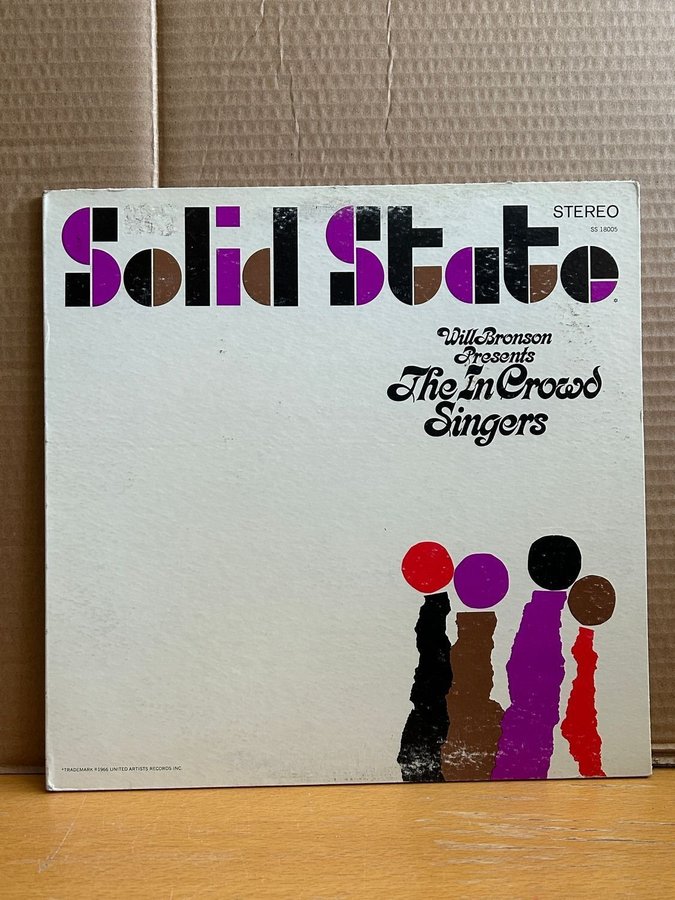 Solid State
STEREO
SS 18005
Will Bronson
Presents
The In Crowd
Singers
*TRADEMARK ®1966 UNITED ARTISTS RECORDS INC